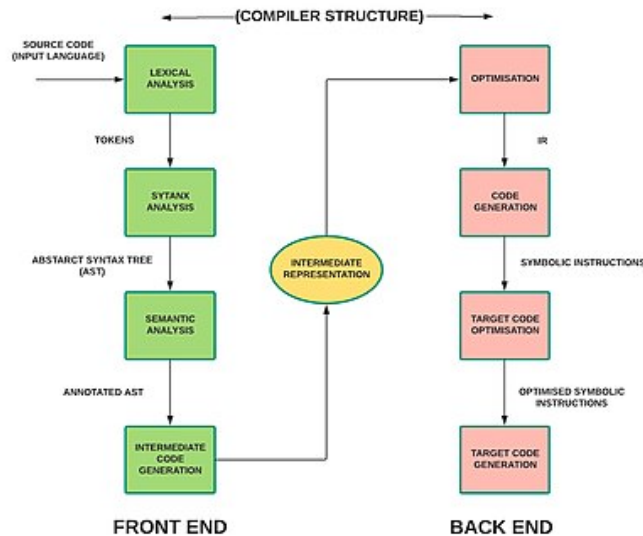 (COMPILER STRUCTURE)
SOURCE CODE
(INPUT LANGUAGE)
LEXICAL
ANALYSIS
TOKENS
SYTANX
ANALYSIS
ABSTARCT SYNTAX TREE
(AST)
SEMANTIC
ANALYSIS
ANNOTATED AST
INTERMEDIATE
CODE
GENERATION
FRONT END
INTERMEDIATE
REPRESENTATION
OPTIMISATION
IR
CODE
GENERATION
SYMBOLIC INSTRUCTIONS
TARGET CODE
OPTIMISATION
OPTIMISED SYMBOLIC
INSTRUCTIONS
TARGET CODE
GENERATION
BACK END